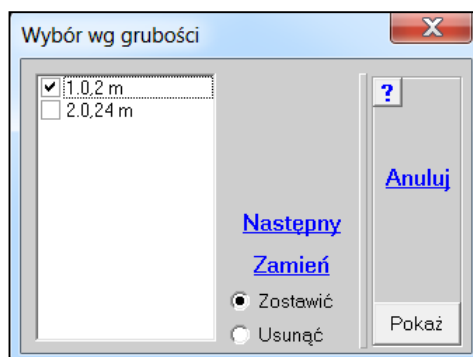 Wybór wg grubości
X
1.0,2 m
2.0,24 m
?
Anuluj
Następny
Zamień
Zostawić
Usunąć
Pokaż